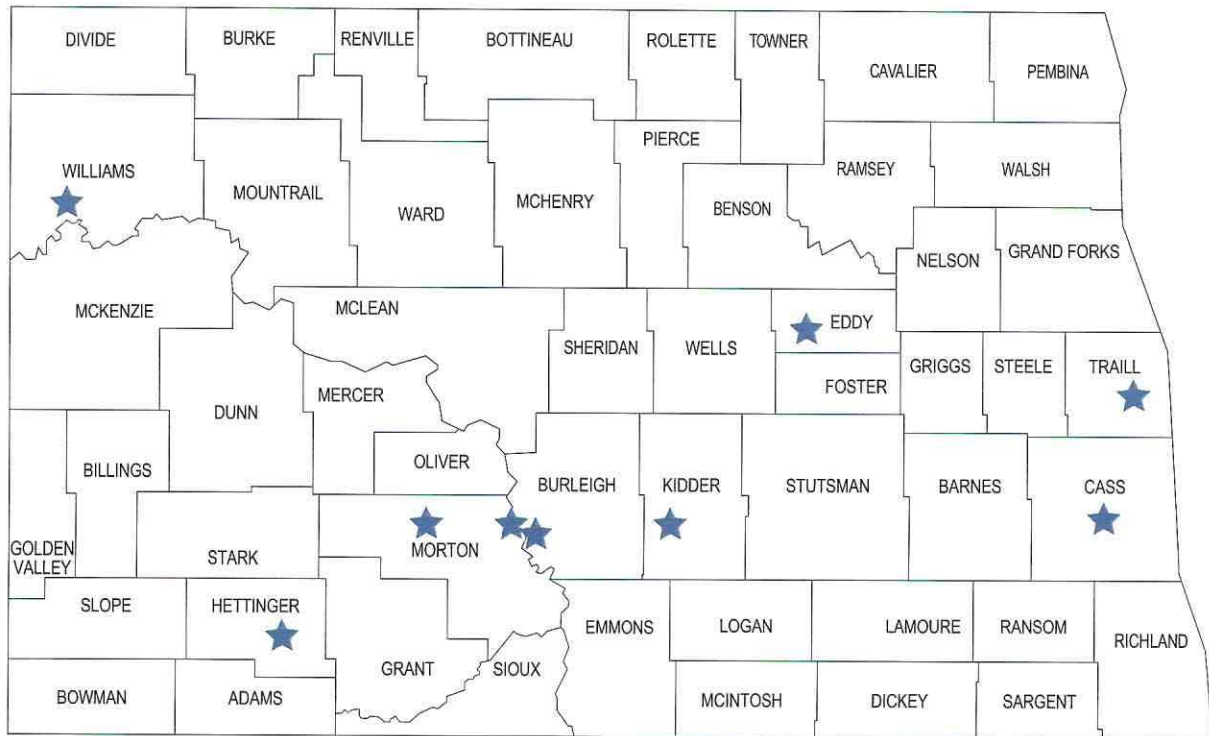 DIVIDE
BURKE
RENVILLE
BOTTINEAU
ROLETTE
TOWNER
CAVALIER
PEMBINA
WILLIAMS
MOUNTRAIL
WARD
MCHENRY
PIERCE
BENSON
RAMSEY
WALSH
NELSON
GRAND FORKS
MCKENZIE
MCLEAN
SHERIDAN
WELLS
EDDY
FOSTER
GRIGGS
STEELE
TRAILL
DUNN
MERCER
OLIVER
BILLINGS
GOLDEN
VALLEY
STARK
MORTON
BURLEIGH
KIDDER
STUTSMAN
BARNES
CASS
SLOPE
HETTINGER
GRANT
SIOUX
EMMONS
LOGAN
LAMOURE
RANSOM
RICHLAND
BOWMAN
ADAMS
MCINTOSH
DICKEY
SARGENT